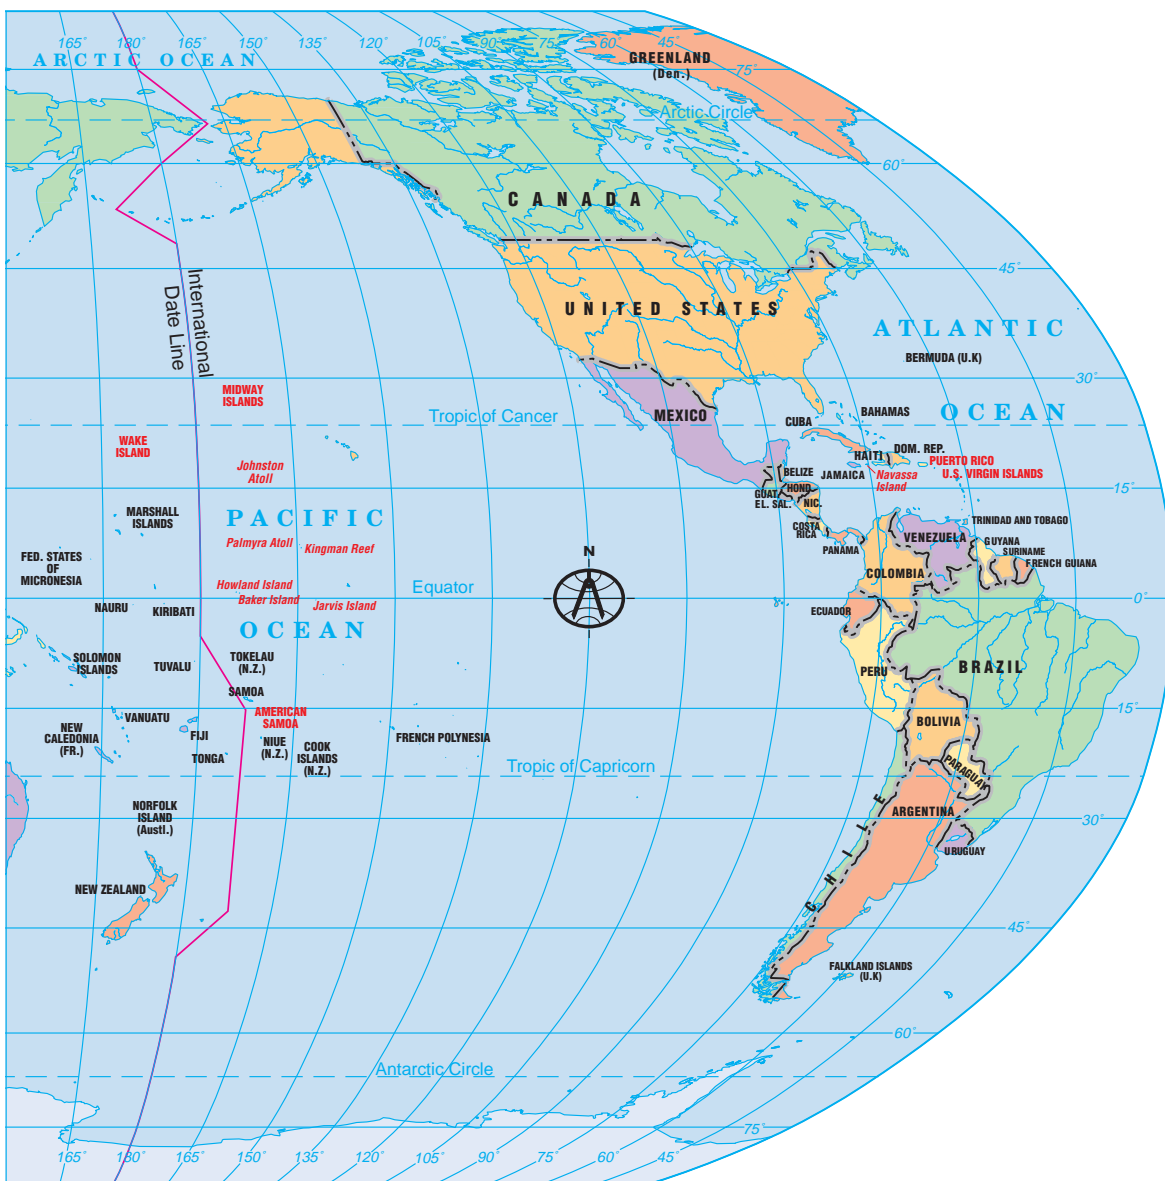 165° 180° 165° 150° 135° 120° 105° 90° 75° 60° 45°
ARCTIC OCEAN
GREENLAND
(Den.)
75°
Arctic Circle
60°
CANADA
45°
International
Date Line
UNITED STATES
ATLANTIC
OCEAN
BERMUDA (U.K)
30°
MIDWAY
ISLANDS
Tropic of Cancer
MEXICO
CUBA
BAHAMAS
WAKE
ISLAND
Johnston
Atoll
HAITI
DOM. REP.
PUERTO RICO
U.S. VIRGIN ISLANDS
Navassa
Island
JAMAICA
BELIZE
HOND.
GUAT.
EL. SAL.
NIC.
15°
COSTA
RICA
PANAMA
MARSHALL
ISLANDS
PACIFIC
OCEAN
Palmyra Atoll
Kingman Reef
TRINIDAD AND TOBAGO
VENEZUELA
GUYANA
SURINAME
FRENCH GUIANA
COLOMBIA
FED. STATES
OF
MICRONESIA
Howland Island
Baker Island
Jarvis Island
Equator
N
0°
NAURU
KRIBATI
ECUADOR
SOLOMON
ISLANDS
TUVALU
TOKELAU
(N.Z.)
SAMOA
AMERICAN
SAMOA
PERU
BRAZIL
BOLIVIA
15°
VANUATU
NEW
CALEDONIA
(FR.)
FIJI
TONGA
NIUE
(N.Z.)
COOK
ISLANDS
(N.Z.)
FRENCH POLYNESIA
Tropic of Capricorn
PARAGUAY
CHILE
ARGENTINA
30°
NORFOLK
ISLAND
(Austl.)
URUGUAY
NEW ZEALAND
45°
FALKLAND ISLANDS
(U.K)
60°
Antarctic Circle
75°
165° 180° 165° 150° 135° 120° 105° 90° 75° 60° 45°